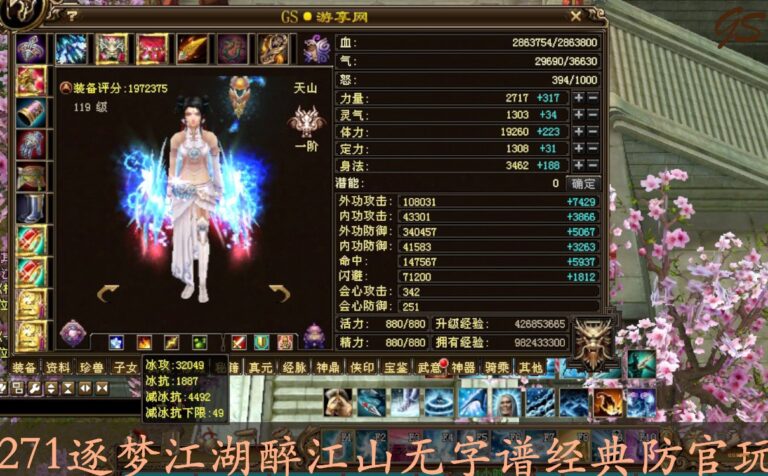 GS●游享网
GS
装备评分:1972375
119 级
天山
一阶
血: 2863754/2863800
气: 29690/36630
怒: 394/1000
力量: 2717 +317
灵气: 1303 +34
体力: 19260 +223
定力: 1308 +31
身法: 3462 +188
潜能: 0 确定
外功攻击: 108031 +7429
内功攻击: 43301 +3866
外功防御: 340457 +5067
内功防御: 41583 +3263
命中: 147567 +5937
闪避: 71200 +1812
会心攻击: 342
会心防御: 251
活力: 880/880 升级经验: 426853665
精力: 880/880 拥有经验: 982433300
装备 资料 珍兽 子女 真元 经脉 神鼎 侠印 宝鉴 武意 神器 骑乘 其他
冰攻:32049
冰抗:1887
减冰抗:4492
减冰抗下限:49
271逐梦江湖醉江山无字谱经典防官玩